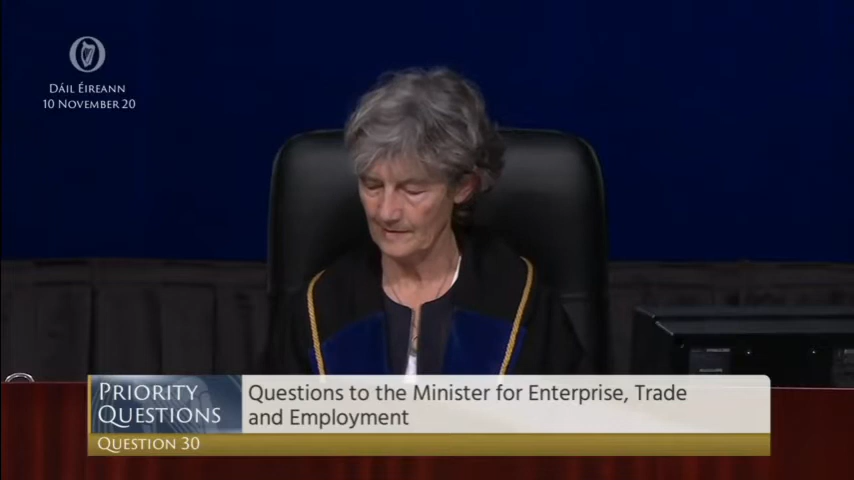 DÁIL ÉIREANN
10 NOVEMBER 20
PRIORITY
QUESTIONS
Questions to the Minister for Enterprise, Trade
and Employment
QUESTION 30